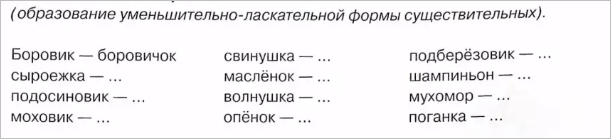 (образование уменьшительно-ласкательной формы существительных).
Боровик — боровичок свинушка — ... подберёзовик — ...
сыроежка — ... маслёнок — ... шампиньон — ...
подосиновик — ... волнушка — ... мухомор — ...
моховик — ... опёнок — ... поганка — ...